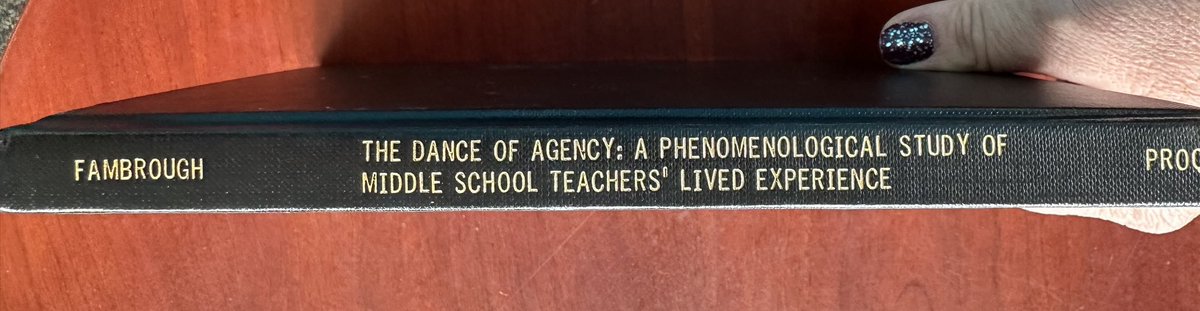 FAMBROUGH
THE DANCE OF AGENCY: A PHENOMENOLOGICAL STUDY OF
MIDDLE SCHOOL TEACHERS' LIVED EXPERIENCE